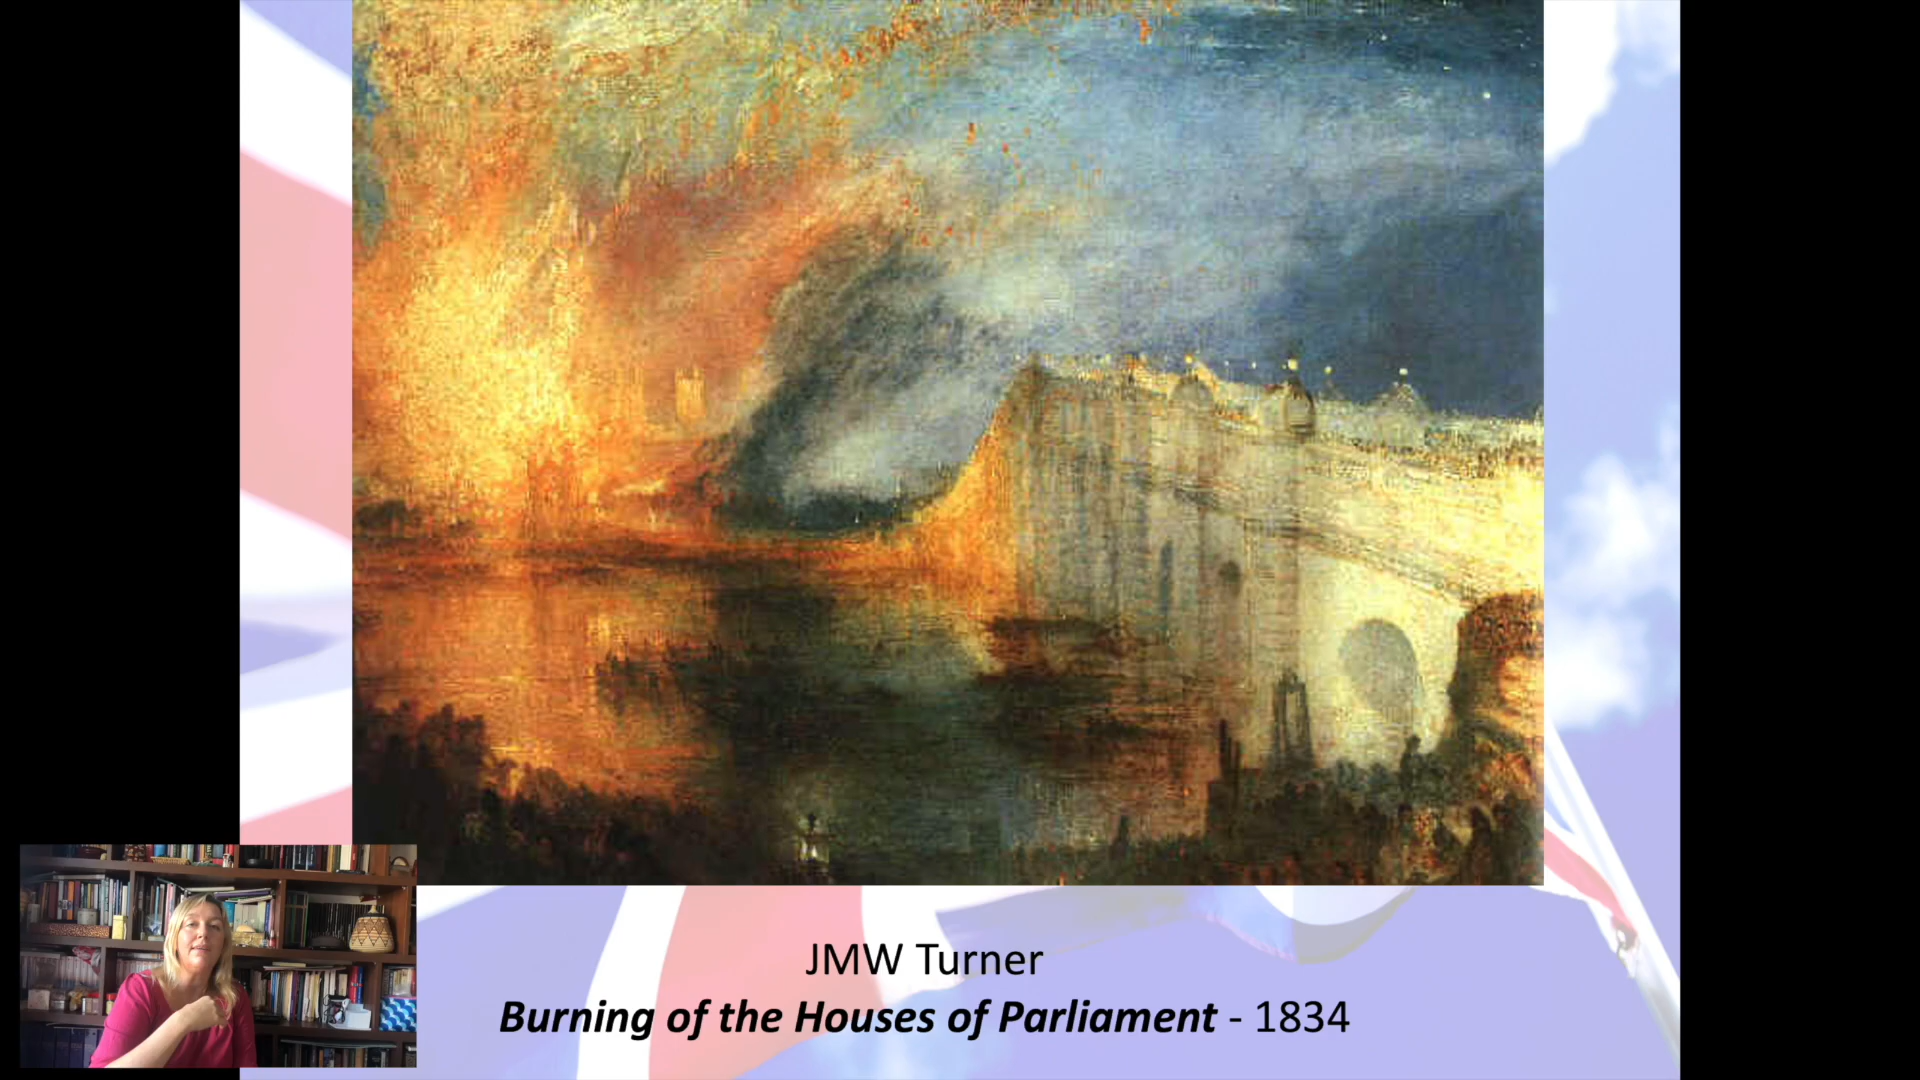 JMW Turner
Burning of the Houses of Parliament - 1834